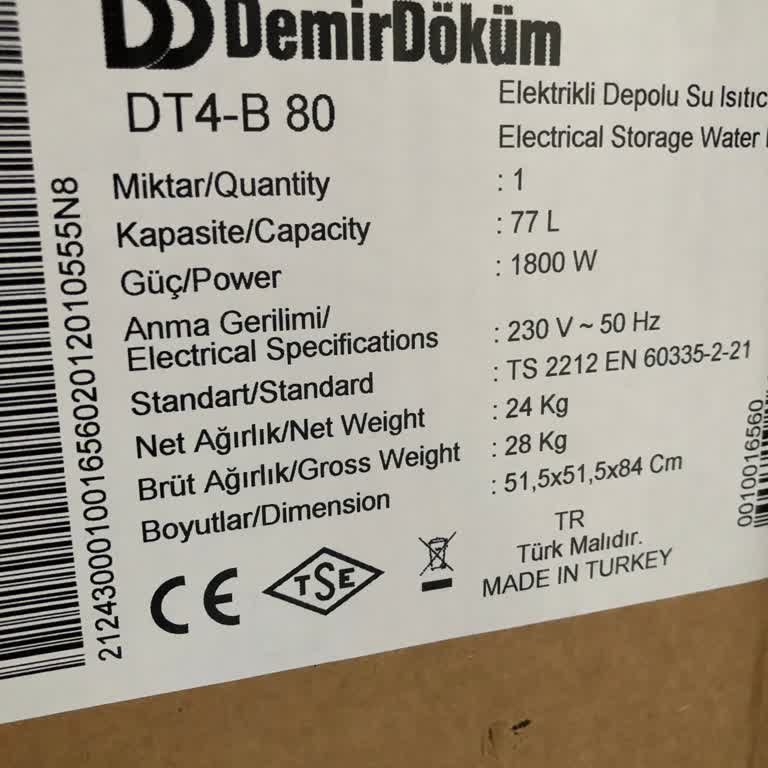 DemirDöküm
DT4-B 80
Elektrikli Depolu Su
Electrical Storage Water
Miktar/Quantity : 1
Kapasite/Capacity : 77 L
Güç/Power : 1800 W
Anma Gerilimi/
Electrical Specifications : 230 V ~ 50 Hz
Standart/Standard : TS 2212 EN 60335-2-21
Net Ağırlık/Net Weight : 24 Kg
Brüt Ağırlık/Gross Weight : 28 Kg
Boyutlar/Dimension : 51,5x51,5x84 Cm
TR
Türk Malıdır.
MADE IN TURKEY
CE
TSE
21243000100165602012010555N8
0010016560